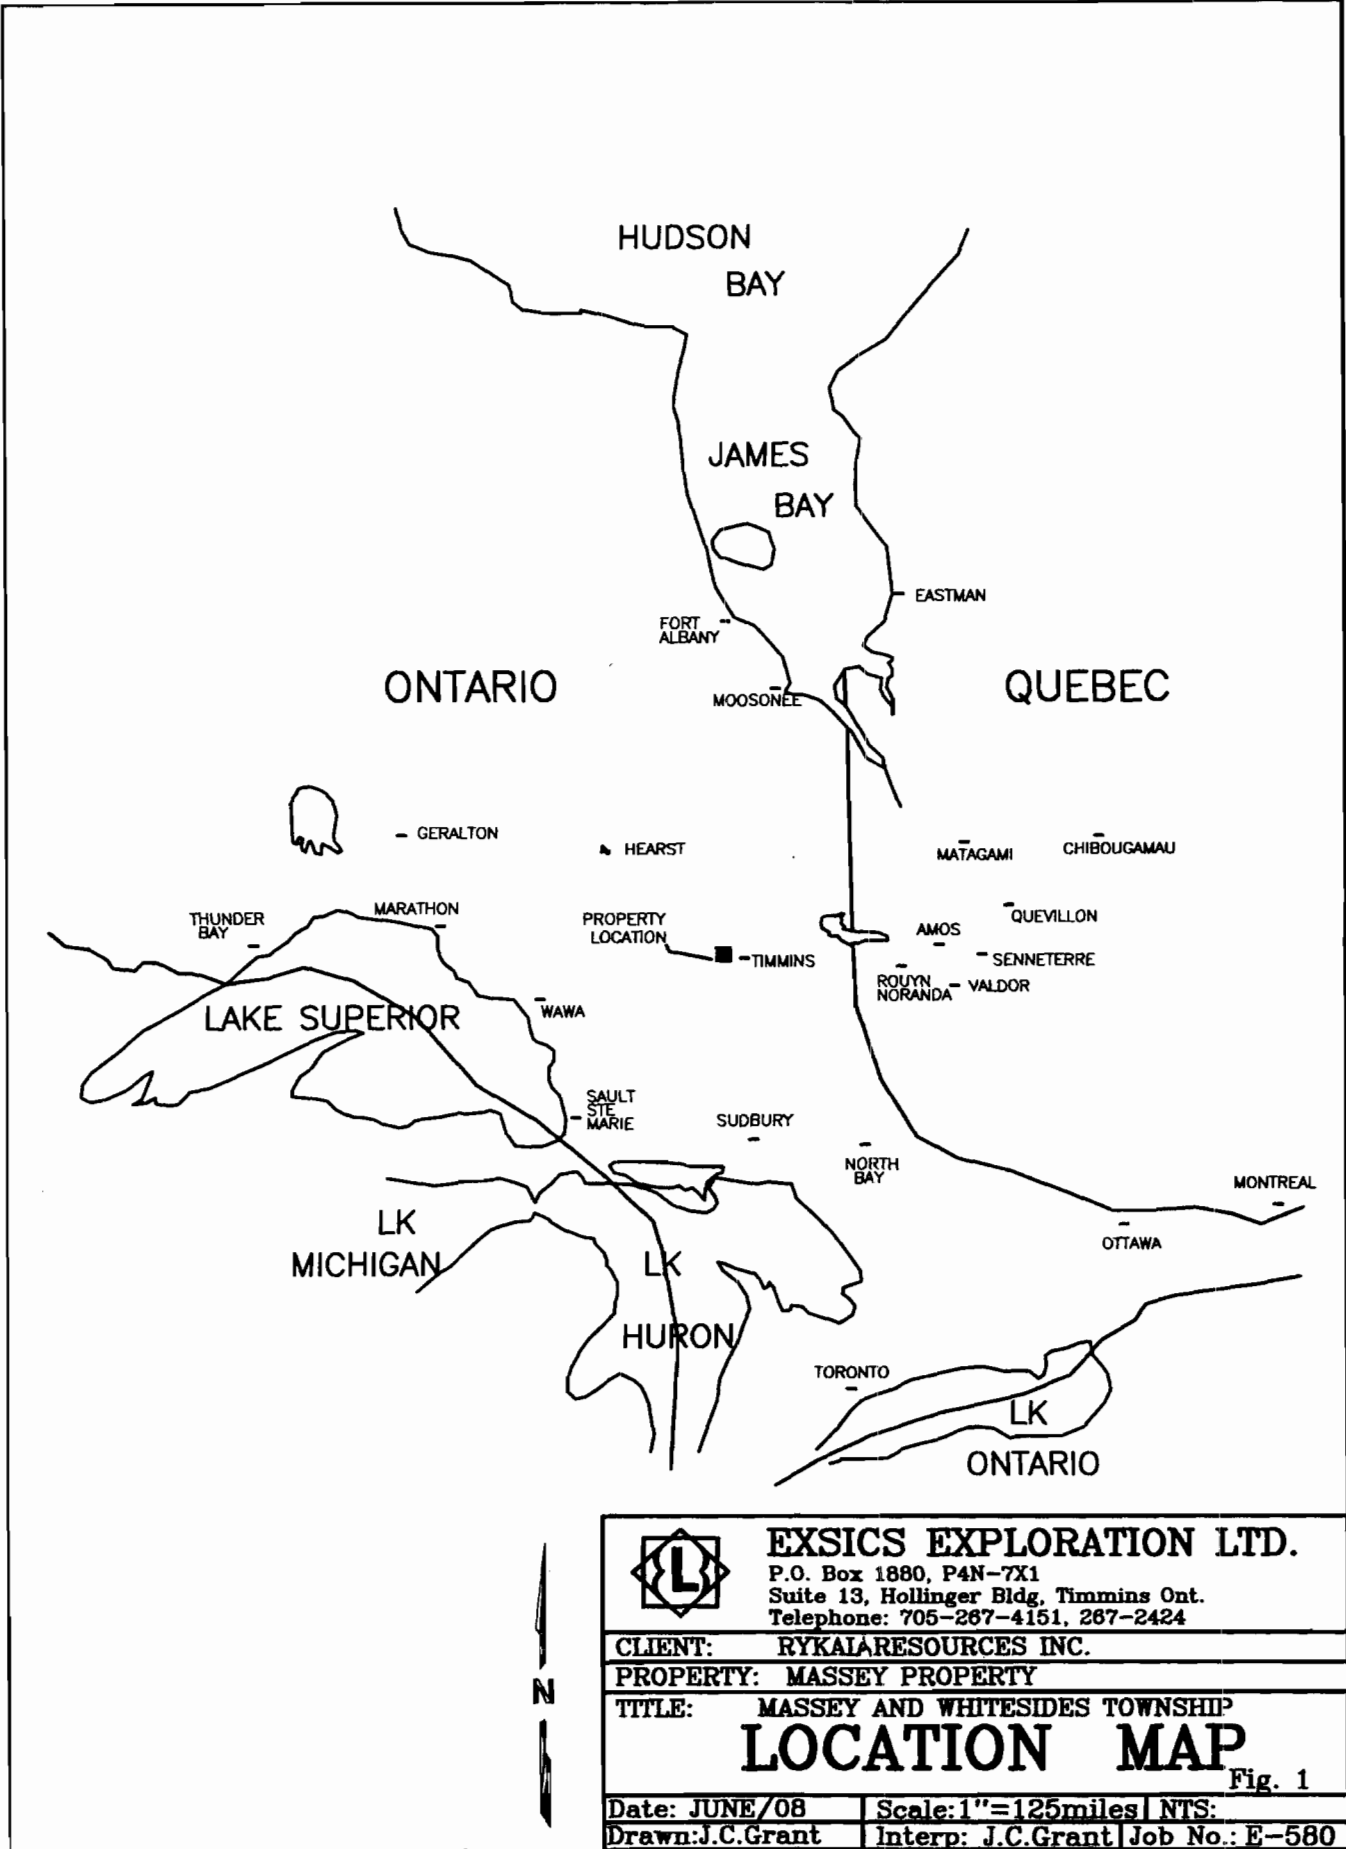 HUDSON
BAY
JAMES
BAY
EASTMAN
FORT
ALBANY
ONTARIO
QUEBEC
MOOSONEE
GERALTON
HEARST
MATAGAMI
CHIBOUGAMAU
THUNDER
BAY
MARATHON
PROPERTY
LOCATION
TIMMINS
AMOS
QUEVILLON
SENNETERRE
ROUYN
NORANDA
VALDOR
LAKE SUPERIOR
WAWA
SAULT
STE
MARIE
SUDBURY
NORTH
BAY
MONTREAL
OTTAWA
LK
MICHIGAN
LK
HURON
TORONTO
LK
ONTARIO
N
L
EXSICS EXPLORATION LTD.
P.O. Box 1880, P4N-7X1
Suite 13, Hollinger Bldg, Timmins Ont.
Telephone: 705-267-4151, 267-2424
CLIENT: RYKALA RESOURCES INC.
PROPERTY: MASSEY PROPERTY
TITLE: MASSEY AND WHITESIDES TOWNSHIP
LOCATION MAP
Fig. 1
Date: JUNE/08 Scale:1"=125miles NTS:
Drawn:J.C.Grant Interp: J.C.Grant Job No.: E-580